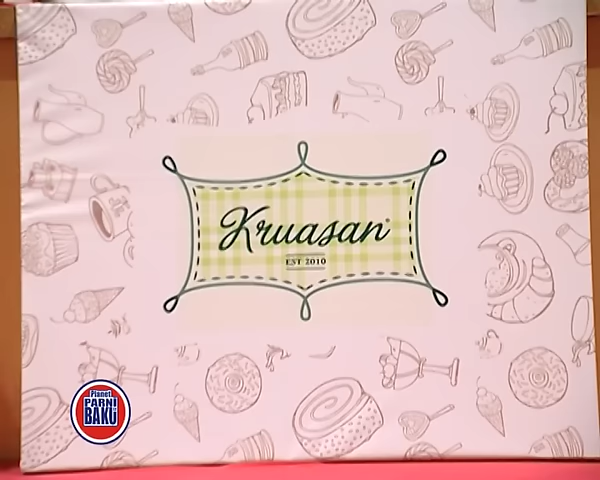 Kruasan
EST 2010
Planet
PARNI
BAKU